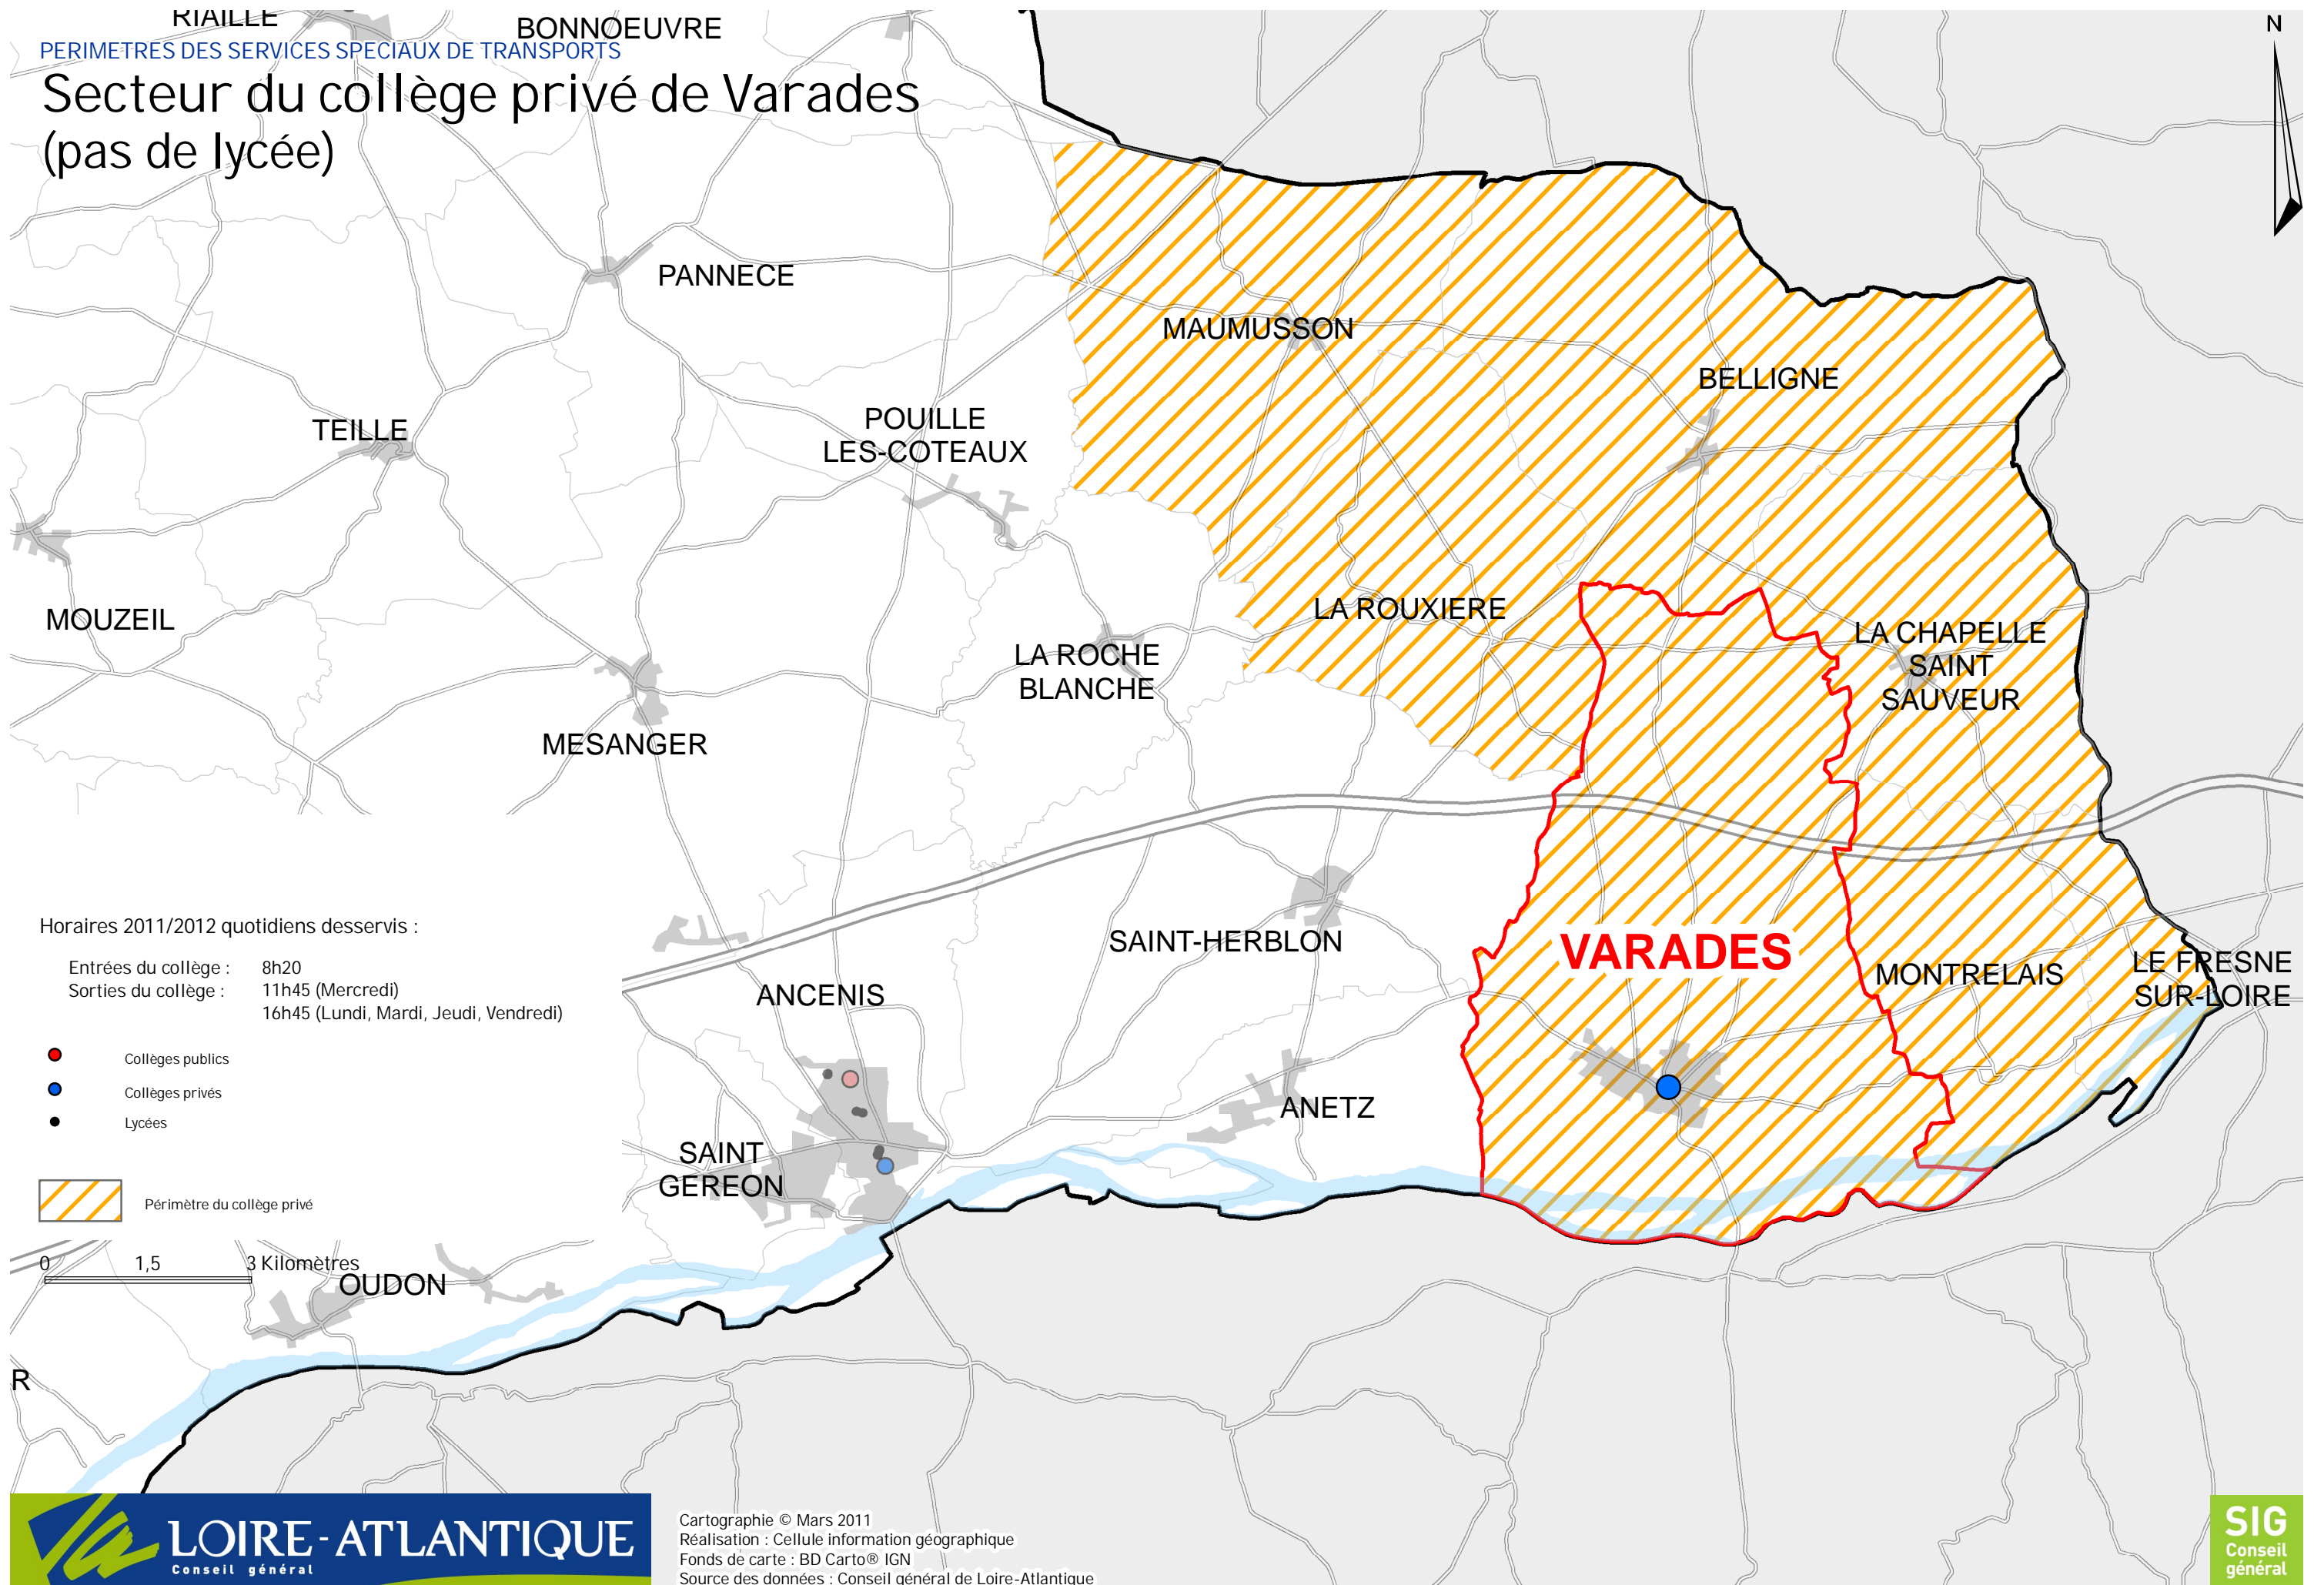 RIAILLE
BONNOEUVRE
N
PERIMETRES DES SERVICES SPECIAUX DE TRANSPORTS
Secteur du collège privé de Varades
(pas de lycée)
PANNECE
MAUMUSSON
BELLIGNE
TEILLE
POUILLE
LES-COTEAUX
MOUZEIL
LA ROUXIERE
LA CHAPELLE
SAINT
SAUVEUR
LA ROCHE
BLANCHE
MESANGER
Horaires 2011/2012 quotidiens desservis :
Entrées du collège : 8h20
Sorties du collège : 11h45 (Mercredi)
16h45 (Lundi, Mardi, Jeudi, Vendredi)
SAINT-HERBLON
VARADES
MONTRELAIS
LE FRESNE
SUR-LOIRE
ANCENIS
Collèges publics
Collèges privés
Lycées
ANETZ
SAINT
GEREON
Périmètre du collège privé
0 1,5 3 Kilomètres
OUDON
R
LOIRE-ATLANTIQUE
Conseil général
Cartographie © Mars 2011
Réalisation : Cellule information géographique
Fonds de carte : BD Carto® IGN
Source des données : Conseil général de Loire-Atlantique
SIG
Conseil
général